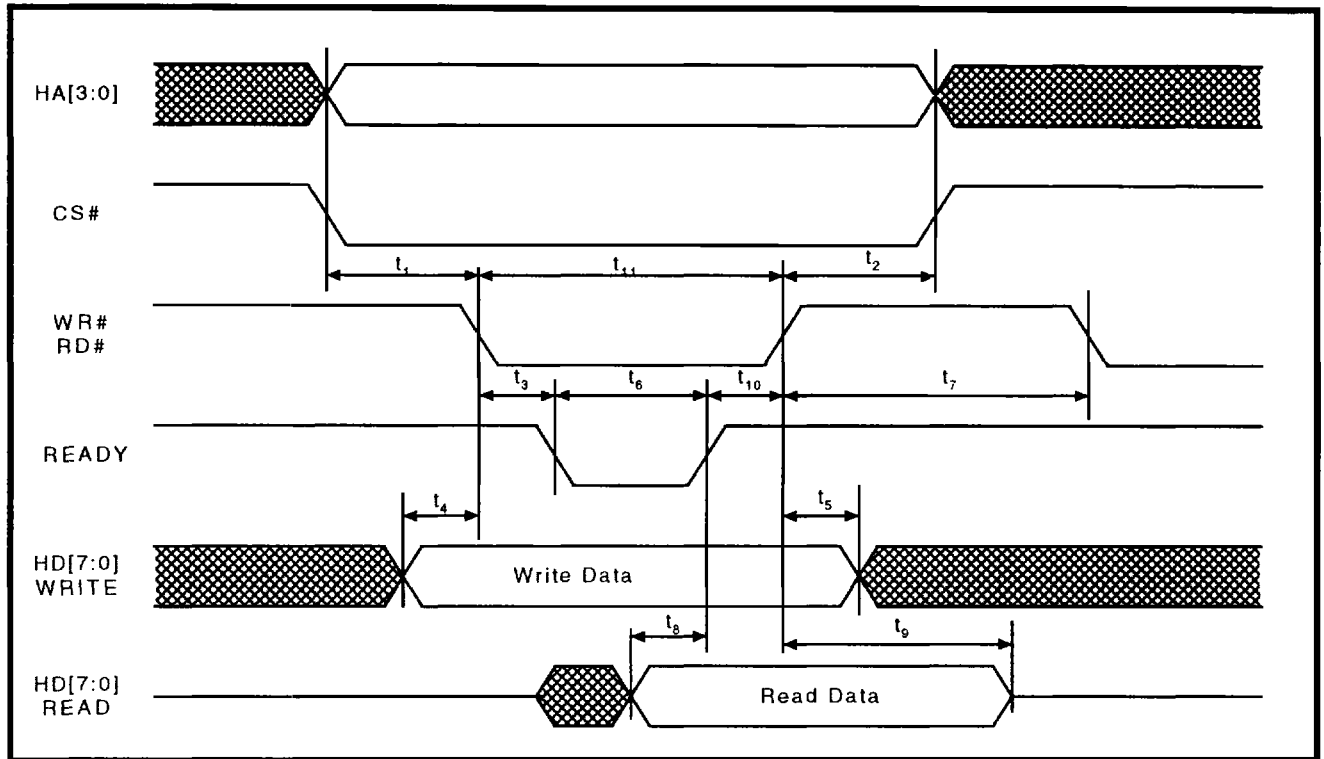 HA[3:0]
CS#
t₁ t₁₁ t₂
WR#
RD#
t₃ t₆ t₁₀ t₇
READY
t₄ t₅
HD[7:0]
WRITE
Write Data
t₈ t₉
HD[7:0]
READ
Read Data